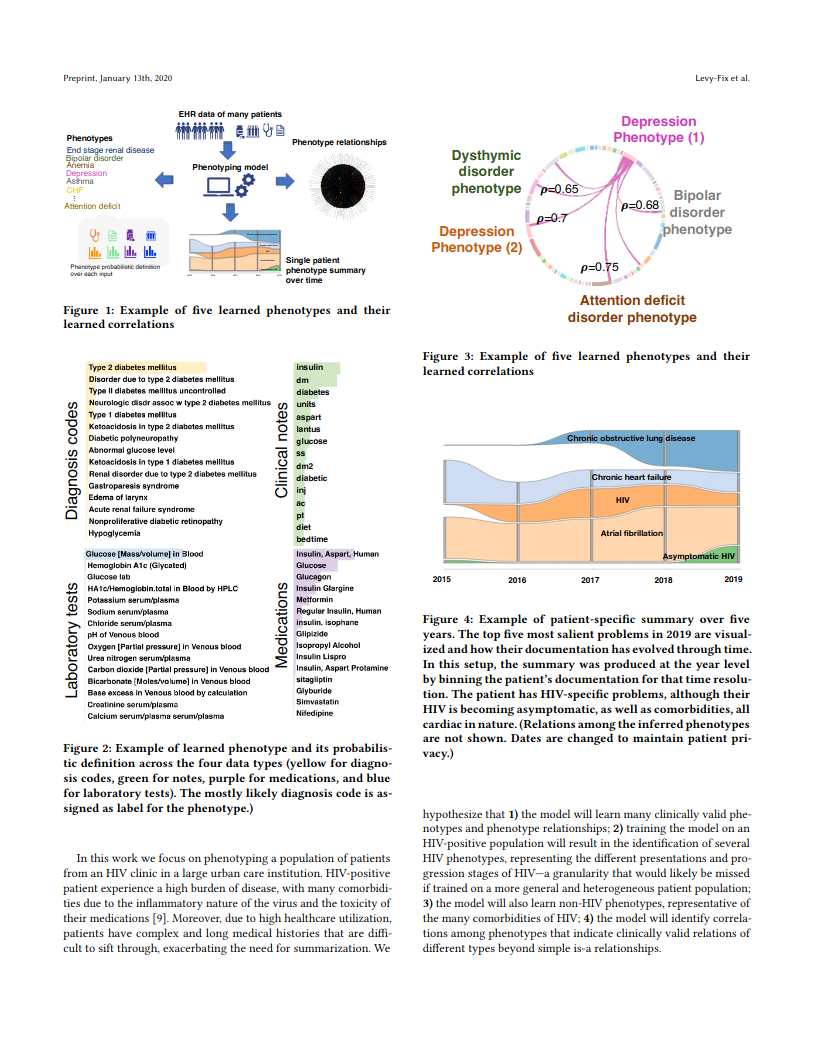 Preprint, January 13th, 2020
Levy-Fix et al.
EHR data of many patients
Phenotypes
End stage renal disease
Bipolar disorder
Anemia
Depression
Asthma
CHF
⋮
Attention deficit
Phenotyping model
Phenotype relationships
Phenotype probabilistic definition
over each input
Single patient
phenotype summary
over time
Figure 1: Example of five learned phenotypes and their
learned correlations
Diagnosis codes
Type 2 diabetes mellitus
Disorder due to type 2 diabetes mellitus
Type II diabetes mellitus uncontrolled
Neurologic disdr assoc w type 2 diabetes mellitus
Type 1 diabetes mellitus
Ketoacidosis in type 2 diabetes mellitus
Diabetic polyneuropathy
Abnormal glucose level
Ketoacidosis in type 1 diabetes mellitus
Renal disorder due to type 2 diabetes mellitus
Gastroparesis syndrome
Edema of larynx
Acute renal failure syndrome
Nonproliferative diabetic retinopathy
Hypoglycemia
Clinical notes
insulin
dm
diabetes
units
aspart
lantus
glucose
ss
dm2
diabetic
inj
ac
pt
diet
bedtime
Laboratory tests
Glucose [Mass/volume] in Blood
Hemoglobin A1c (Glycated)
Glucose lab
HA1c/Hemoglobin.total in Blood by HPLC
Potassium serum/plasma
Sodium serum/plasma
Chloride serum/plasma
pH of Venous blood
Oxygen [Partial pressure] in Venous blood
Urea nitrogen serum/plasma
Carbon dioxide [Partial pressure] in Venous blood
Bicarbonate [Moles/volume] in Venous blood
Base excess in Venous blood by calculation
Creatinine serum/plasma
Calcium serum/plasma serum/plasma
Medications
Insulin, Aspart, Human
Glucose
Glucagon
Insulin Glargine
Metformin
Regular Insulin, Human
insulin, isophane
Glipizide
Isopropyl Alcohol
Insulin Lispro
Insulin, Aspart Protamine
sitagliptin
Glyburide
Simvastatin
Nifedipine
Figure 2: Example of learned phenotype and its probabilis-
tic definition across the four data types (yellow for diagno-
sis codes, green for notes, purple for medications, and blue
for laboratory tests). The mostly likely diagnosis code is as-
signed as label for the phenotype.)
In this work we focus on phenotyping a population of patients
from an HIV clinic in a large urban care institution. HIV-positive
patient experience a high burden of disease, with many comorbidi-
ties due to the inflammatory nature of the virus and the toxicity of
their medications [9]. Moreover, due to high healthcare utilization,
patients have complex and long medical histories that are diffi-
cult to sift through, exacerbating the need for summarization. We
Depression
Phenotype (1)
Dysthymic
disorder
phenotype
ρ=0.65
ρ=0.68
Bipolar
disorder
phenotype
ρ=0.7
Depression
Phenotype (2)
ρ=0.75
Attention deficit
disorder phenotype
Figure 3: Example of five learned phenotypes and their
learned correlations
Chronic obstructive lung disease
Chronic heart failure
HIV
Atrial fibrillation
Asymptomatic HIV
2015 2016 2017 2018 2019
Figure 4: Example of patient-specific summary over five
years. The top five most salient problems in 2019 are visual-
ized and how their documentation has evolved through time.
In this setup, the summary was produced at the year level
by binning the patient's documentation for that time resolu-
tion. The patient has HIV-specific problems, although their
HIV is becoming asymptomatic, as well as comorbidities, all
cardiac in nature. (Relations among the inferred phenotypes
are not shown. Dates are changed to maintain patient pri-
vacy.)
hypothesize that 1) the model will learn many clinically valid phe-
notypes and phenotype relationships; 2) training the model on an
HIV-positive population will result in the identification of several
HIV phenotypes, representing the different presentations and pro-
gression stages of HIV—a granularity that would likely be missed
if trained on a more general and heterogeneous patient population;
3) the model will also learn non-HIV phenotypes, representative of
the many comorbidities of HIV; 4) the model will identify correla-
tions among phenotypes that indicate clinically valid relations of
different types beyond simple is-a relationships.